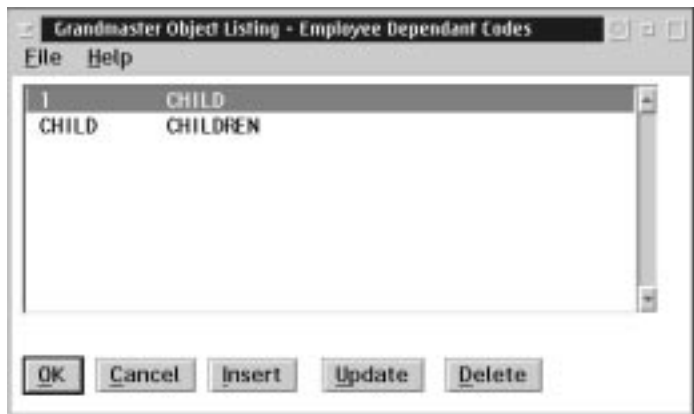 Grandmaster Object Listing - Employee Dependant Codes
File Help
1 CHILD
CHILD CHILDREN
OK Cancel Insert Update Delete